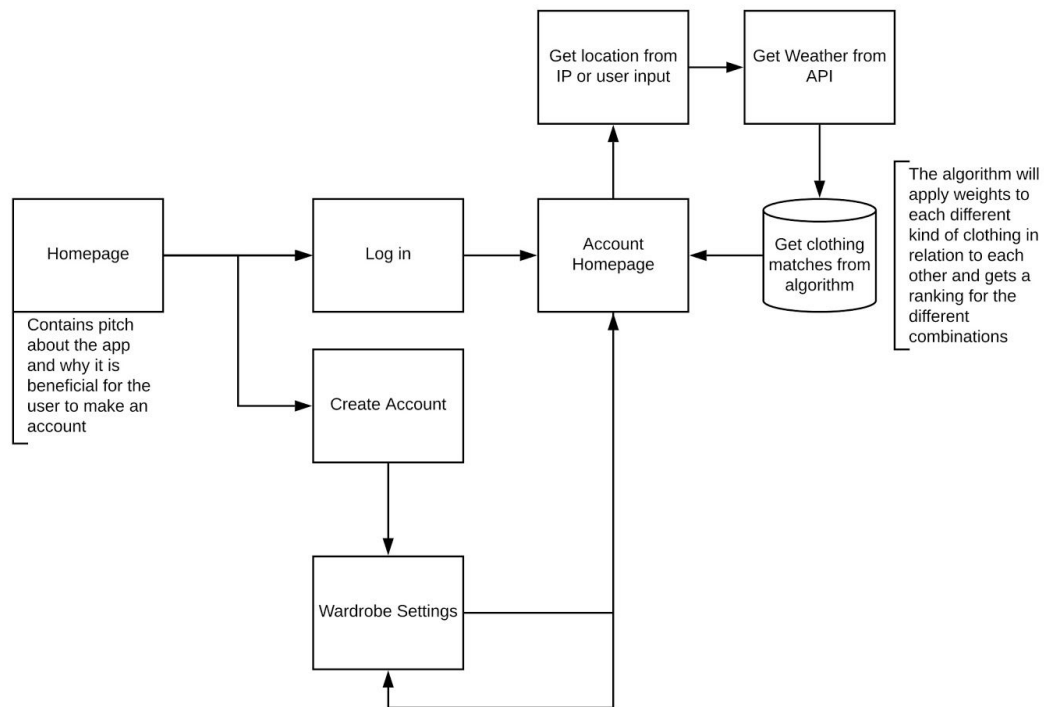 Get location from
IP or user input
Get Weather from
API
Homepage
Contains pitch
about the app
and why it is
beneficial for the
user to make an
account
Log in
Account
Homepage
Get clothing
matches from
algorithm
The algorithm will
apply weights to
each different
kind of clothing in
relation to each
other and gets a
ranking for the
different
combinations
Create Account
Wardrobe Settings